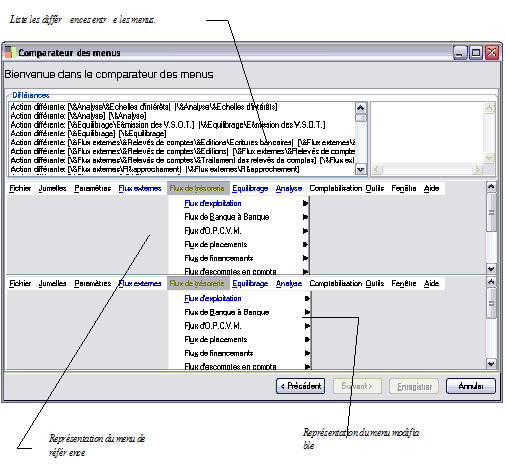 Liste les différ ences entr e les menus.
Comparateur des menus
Bienvenue dans le comparateur des menus
Différences
Action différente: [\&Analyse\&Echelles d'intérêts] [\&Analyse\&Echelles d'intérêts]
Action différente: [\&Analyse] [\&Analyse]
Action différente: [\&Equilibrage\E&mission des V.S.O.T.] [\&Equilibrage\E&mission des V.S.O.T.]
Action différente: [\&Equilibrage] [\&Equilibrage]
Action différente: [\&Flux externes\&Relevés de comptes\&Editions\&Ecritures bancaires] [\&Flux externes\&
Action différente: [\&Flux externes\&Relevés de comptes\&Editions] [\&Flux externes\&Relevés de compte
Action différente: [\&Flux externes\&Relevés de comptes\&Traitement des relevés de comptes] [\&Flux ext
Action différente: [\&Flux externes\R&approchement] [\&Flux externes\R&approchement]
Fichier Jumelles Paramètres Flux externes Flux de trésorerie Equilibrage Analyse Comptabilisation Outils Fenêtre Aide
Flux d'exploitation
Flux de Banque à Banque
Flux d'O.P.C.V.M.
Flux de placements
Flux de financements
Flux d'escomptes en compte
Fichier Jumelles Paramètres Flux externes Flux de trésorerie Equilibrage Analyse Comptabilisation Outils Fenêtre Aide
Flux d'exploitation
Flux de Banque à Banque
Flux d'O.P.C.V.M.
Flux de placements
Flux de financements
Flux d'escomptes en compte
< Précédent Suivant > Enregistrer Annuler
Représentation du menu de
référ ence
Représentation du menu modifia
ble